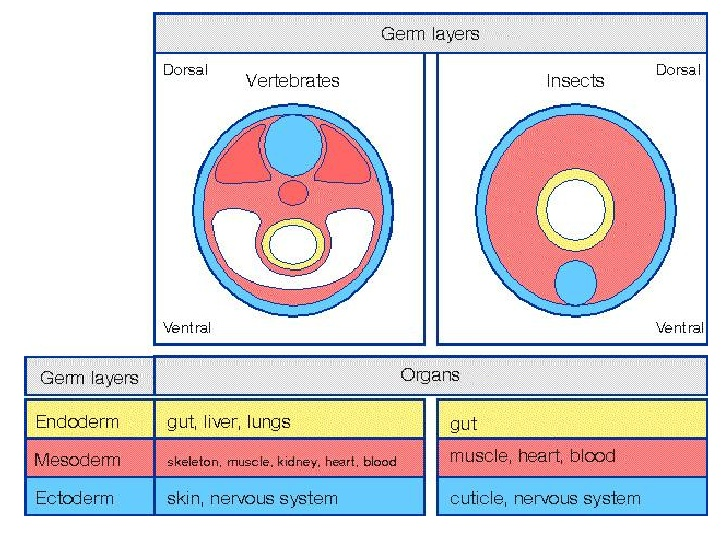 Germ layers
Dorsal
Vertebrates
Insects
Dorsal
Ventral
Ventral
Germ layers
Organs
Endoderm
gut, liver, lungs
gut
Mesoderm
skeleton, muscle, kidney, heart, blood
muscle, heart, blood
Ectoderm
skin, nervous system
cuticle, nervous system